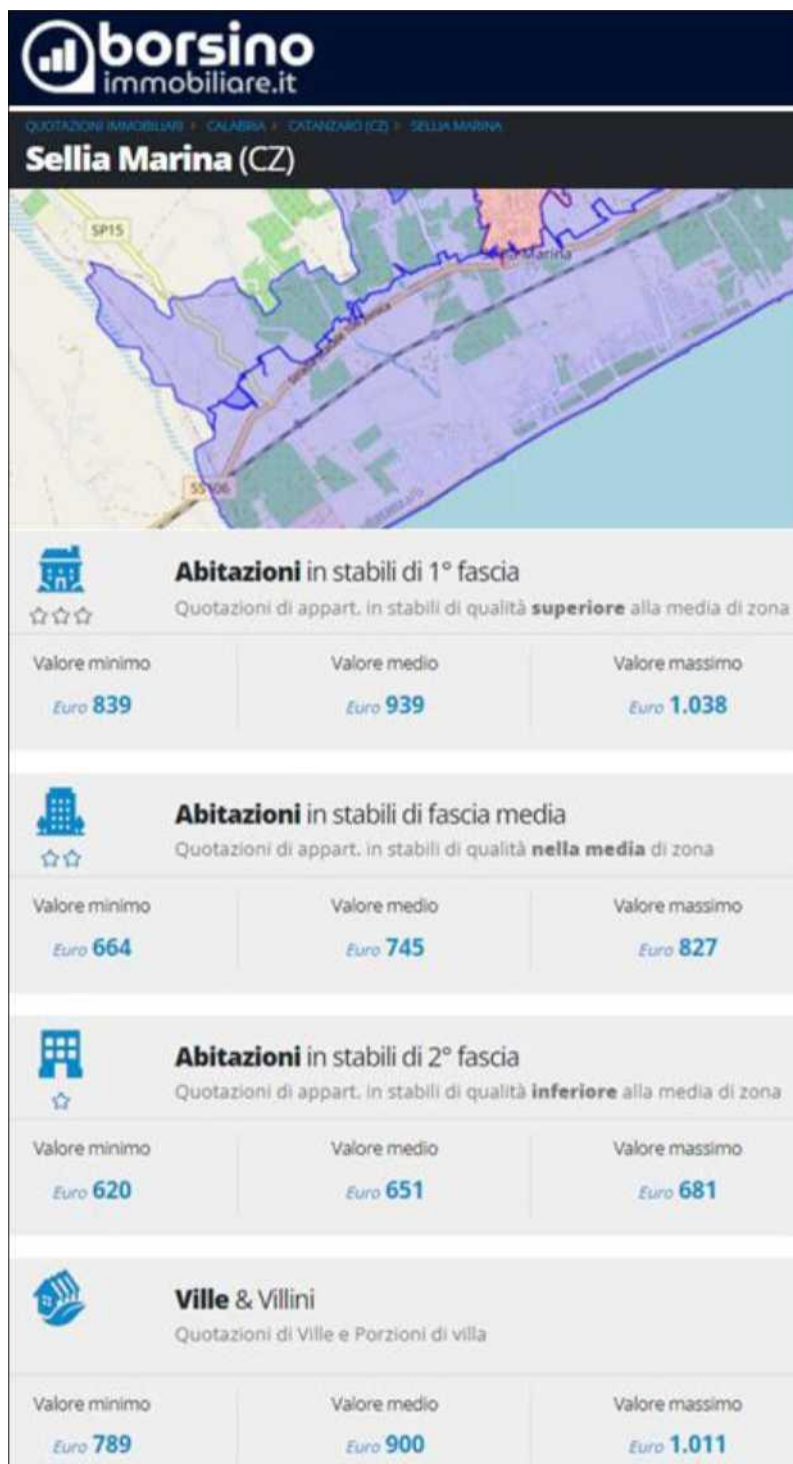 borsino
immobiliare.it
QUOTAZIONI IMMOBILIARI › CALABRIA › CATANZARO (CZ) › SELLIA MARINA
Sellia Marina (CZ)
SP15
Marina
SS106
Abitazioni in stabili di 1° fascia
Quotazioni di appart. in stabili di qualità superiore alla media di zona
Valore minimo Valore medio Valore massimo
Euro 839 Euro 939 Euro 1.038
Abitazioni in stabili di fascia media
Quotazioni di appart. in stabili di qualità nella media di zona
Valore minimo Valore medio Valore massimo
Euro 664 Euro 745 Euro 827
Abitazioni in stabili di 2° fascia
Quotazioni di appart. in stabili di qualità inferiore alla media di zona
Valore minimo Valore medio Valore massimo
Euro 620 Euro 651 Euro 681
Ville & Villini
Quotazioni di Ville e Porzioni di villa
Valore minimo Valore medio Valore massimo
Euro 789 Euro 900 Euro 1.011